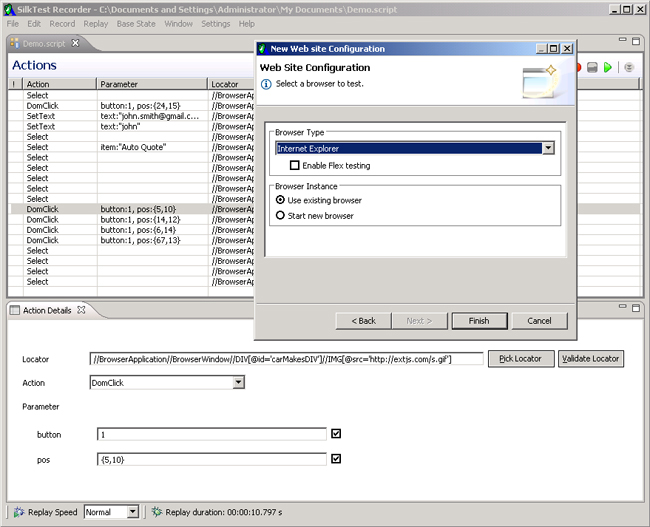 SilkTest Recorder - C:\Documents and Settings\Administrator\My Documents\Demo.script
File Edit Record Replay Base State Window Settings Help
Demo.script
Actions
! Action Parameter Locator
Select //BrowserAp
DomClick button:1, pos:{24,15} //BrowserAp
SetText text:"john.smith@gmail.c... //BrowserAp
SetText text:"john" //BrowserAp
Select //BrowserAp
Select item:"Auto Quote" //BrowserAp
Select //BrowserAp
Select //BrowserAp
Select //BrowserAp
Select //BrowserAp
Select //BrowserAp
DomClick button:1, pos:{5,10} //BrowserAp
DomClick button:1, pos:{14,12} //BrowserAp
DomClick button:1, pos:{6,14} //BrowserAp
DomClick button:1, pos:{67,13} //BrowserAp
Select //BrowserAp
Select //BrowserAp
Select //BrowserAp
Select //BrowserAp
New Web site Configuration
Web Site Configuration
Select a browser to test.
Browser Type
Internet Explorer
Enable Flex testing
Browser Instance
Use existing browser
Start new browser
< Back Next > Finish Cancel
Action Details
Locator //BrowserApplication//BrowserWindow//DIV[@id='carMakesDIV']//IMG[@src='http://extjs.com/s.gif'] Pick Locator Validate Locator
Action DomClick
Parameter
button 1
pos {5,10}
Replay Speed Normal Replay duration: 00:00:10.797 s